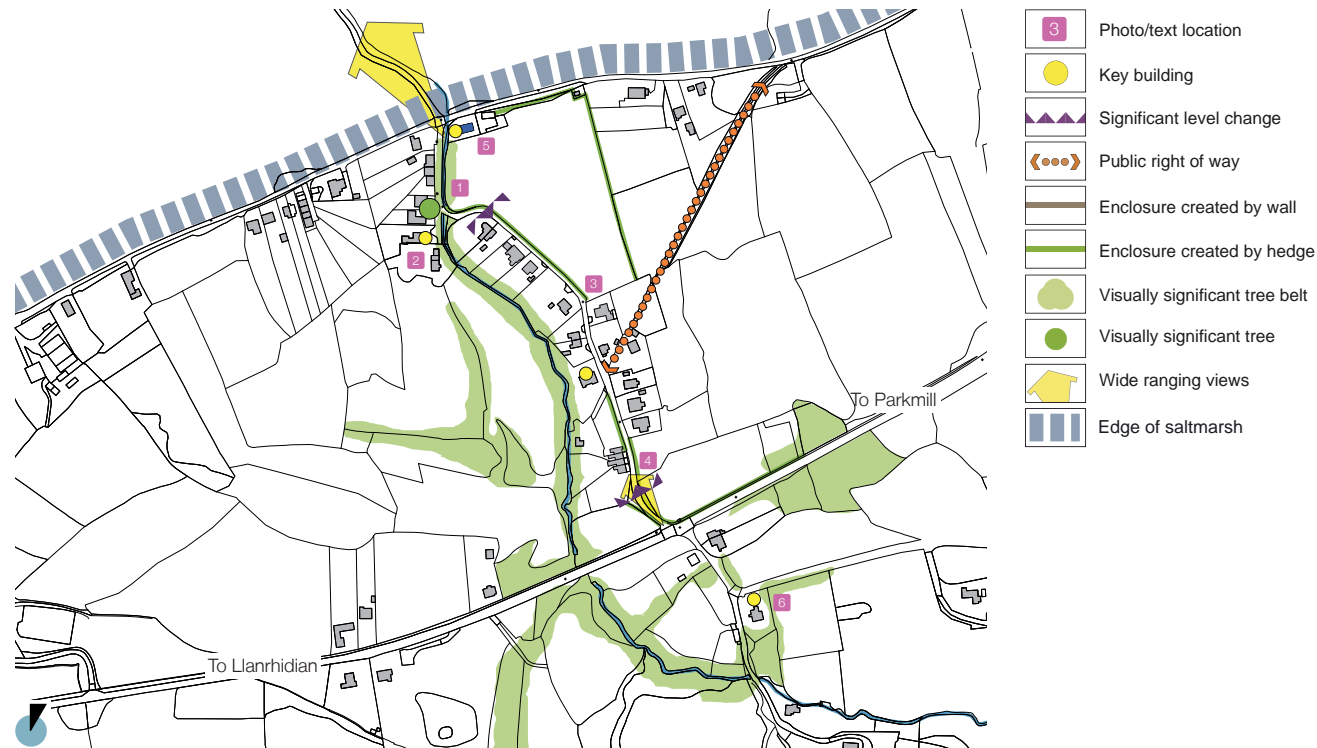 5
1
2
3
To Parkmill
4
6
To Llanrhidian
3 Photo/text location
Key building
Significant level change
Public right of way
Enclosure created by wall
Enclosure created by hedge
Visually significant tree belt
Visually significant tree
Wide ranging views
Edge of saltmarsh